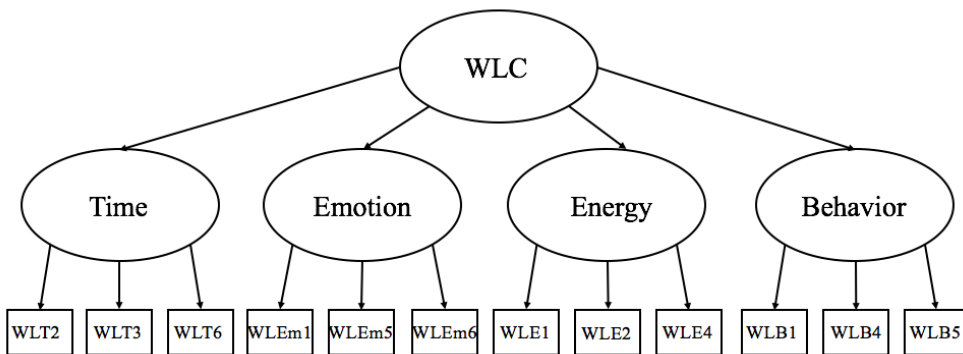 WLC
Time
Emotion
Energy
Behavior
WLT2
WLT3
WLT6
WLEm1
WLEm5
WLEm6
WLE1
WLE2
WLE4
WLB1
WLB4
WLB5